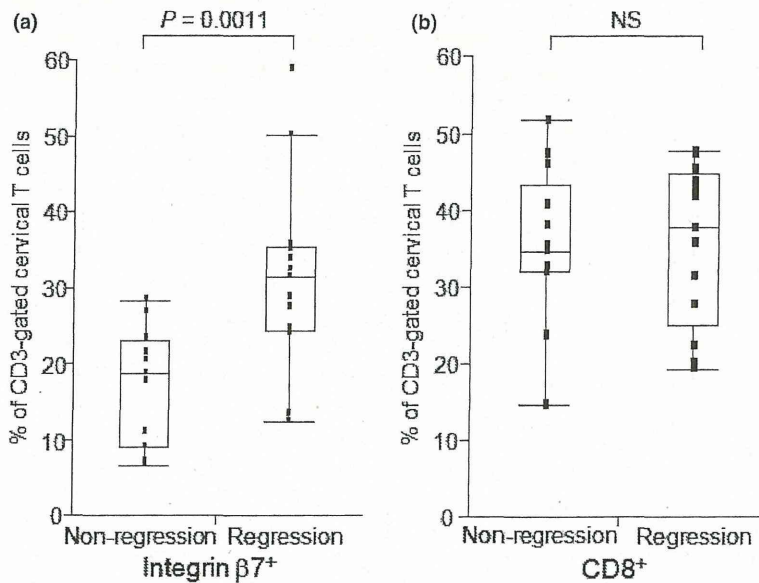 (a)
P = 0.0011
60
50
40
30
20
10
0
% of CD3-gated cervical T cells
Non-regression Regression
Integrin β7+
(b)
NS
60
50
40
30
20
10
0
% of CD3-gated cervical T cells
Non-regression Regression
CD8+